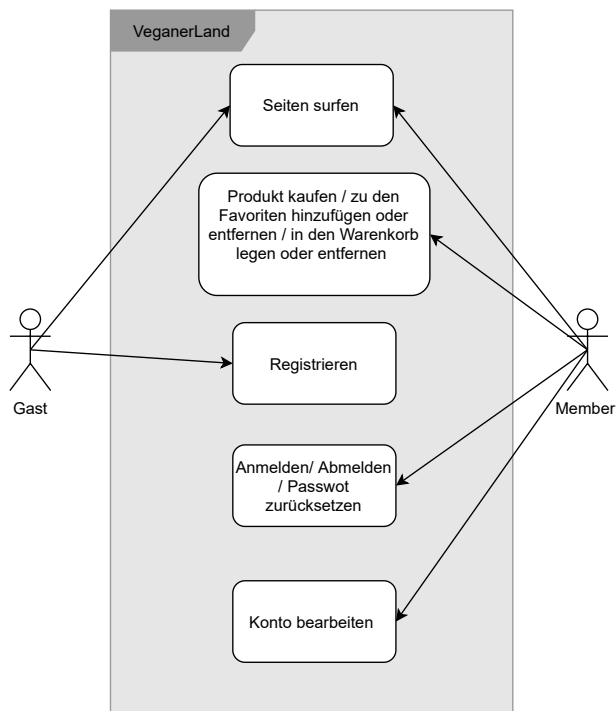 VeganerLand
Seiten surfen
Produkt kaufen / zu den
Favoriten hinzufügen oder
entfernen / in den Warenkorb
legen oder entfernen
Registrieren
Gast
Member
Anmelden/ Abmelden
/ Passwot
zurücksetzen
Konto bearbeiten